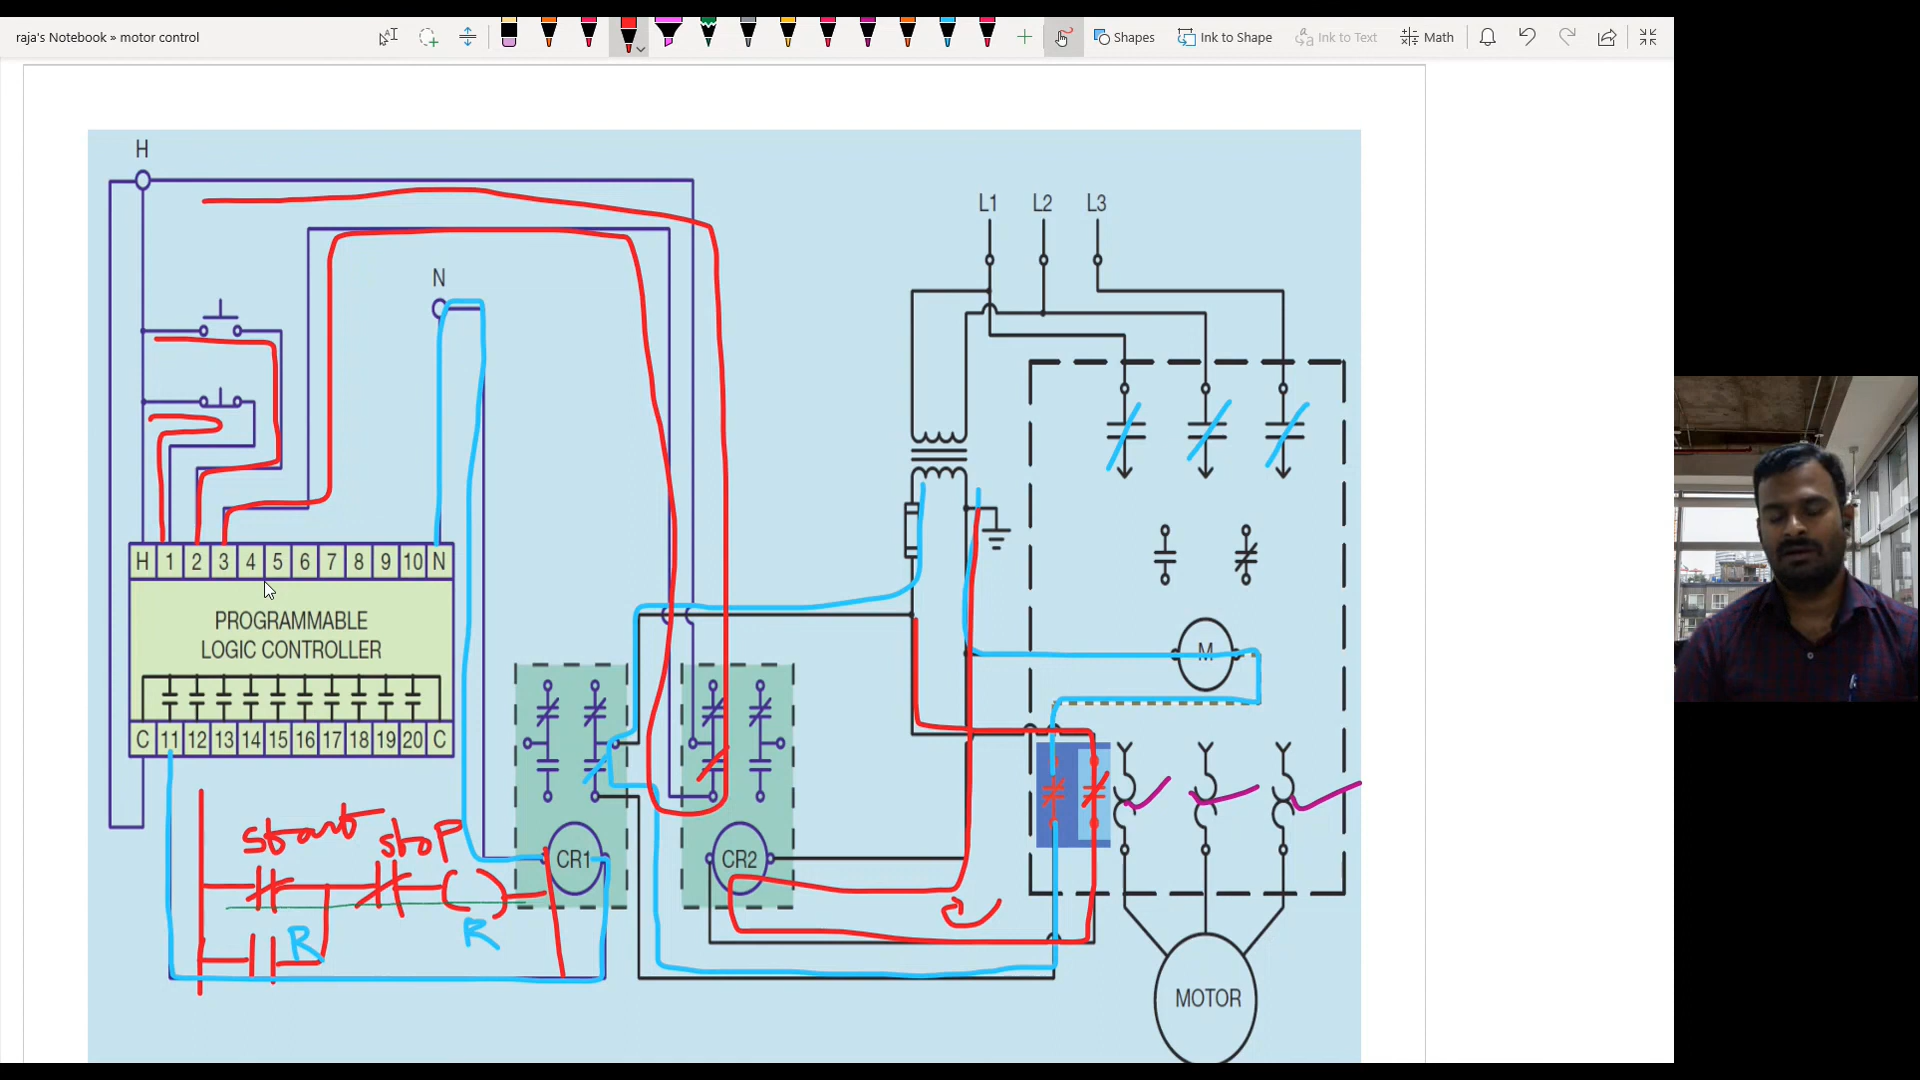 raja's Notebook » motor control
Shapes
Ink to Shape
Ink to Text
Math
H
L1 L2 L3
N
H 1 2 3 4 5 6 7 8 9 10 N
PROGRAMMABLE
LOGIC CONTROLLER
M
C 11 12 13 14 15 16 17 18 19 20 C
start stop
CR1 CR2
R R
MOTOR